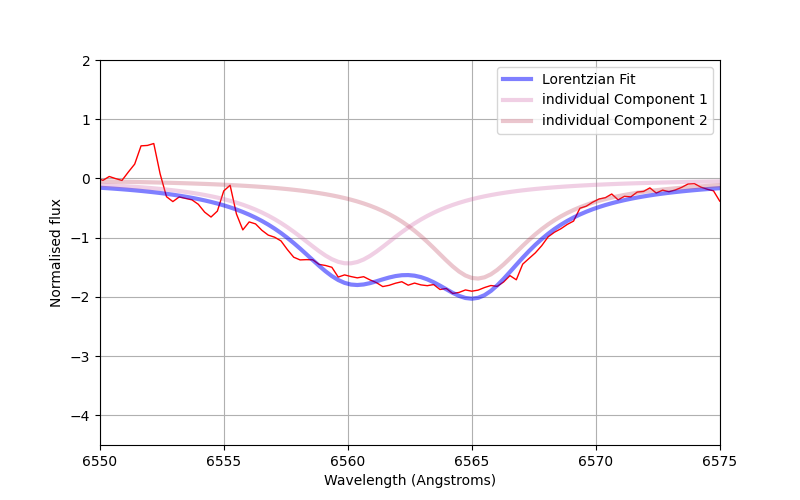 2
1
0
−1
−2
−3
−4
Normalised flux
Lorentzian Fit
individual Component 1
individual Component 2
6550 6555 6560 6565 6570 6575
Wavelength (Angstroms)